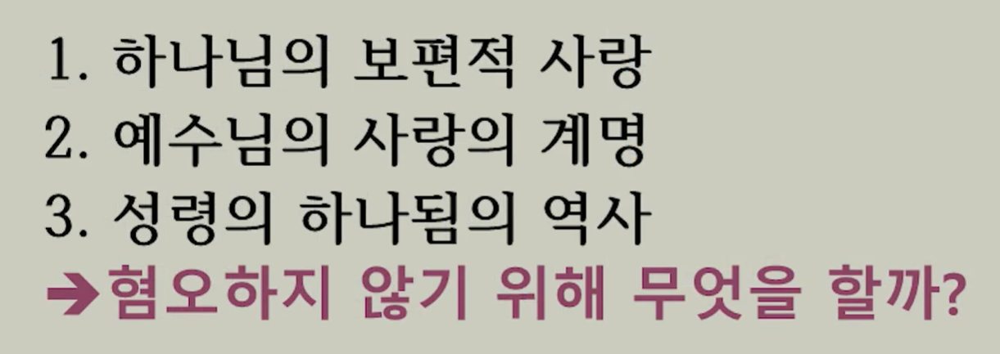 1. 하나님의 보편적 사랑
2. 예수님의 사랑의 계명
3. 성령의 하나됨의 역사
➔혐오하지 않기 위해 무엇을 할까?